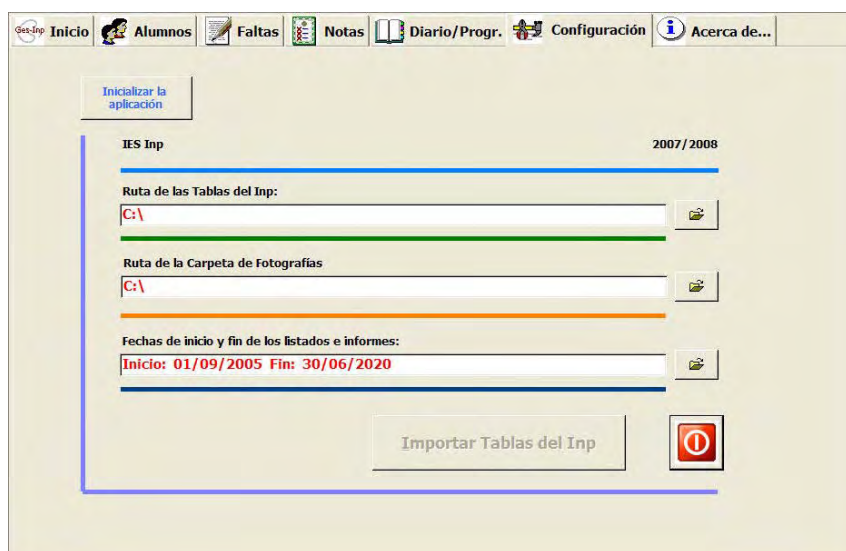 Ges-Inp Inicio Alumnos Faltas Notas Diario/Progr. Configuración Acerca de...
Inicializar la
aplicación
IES Inp 2007/2008
Ruta de las Tablas del Inp:
C:\
Ruta de la Carpeta de Fotografías
C:\
Fechas de inicio y fin de los listados e informes:
Inicio: 01/09/2005 Fin: 30/06/2020
Importar Tablas del Inp